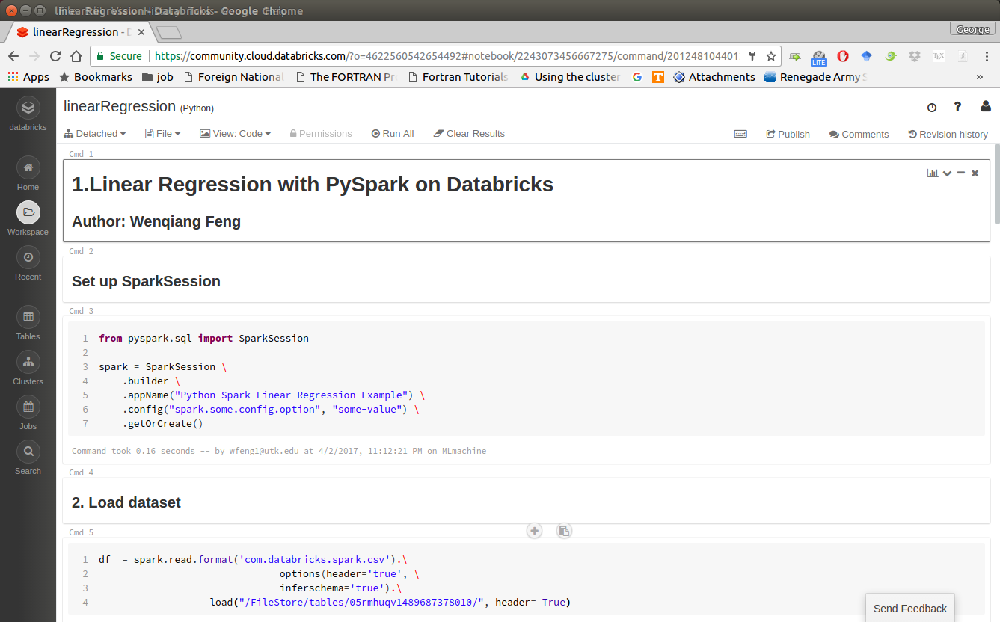 linearRegression - Databricks - Google Chrome
linearRegression - D
George
Secure https://community.cloud.databricks.com/?o=4622560542654492#notebook/2243073456667275/command/201248104401
LITE
Apps Bookmarks job Foreign National The FORTRAN Pr Fortran Tutorials Using the cluster Attachments Renegade Army S
databricks
Home
Workspace
Recent
Tables
Clusters
Jobs
Search
linearRegression (Python)
Detached File View: Code Permissions Run All Clear Results Publish Comments Revision history
Cmd 1
1.Linear Regression with PySpark on Databricks
Author: Wenqiang Feng
Cmd 2
Set up SparkSession
Cmd 3
1 from pyspark.sql import SparkSession
2
3 spark = SparkSession \
4 .builder \
5 .appName("Python Spark Linear Regression Example") \
6 .config("spark.some.config.option", "some-value") \
7 .getOrCreate()
Command took 0.16 seconds -- by wfeng1@utk.edu at 4/2/2017, 11:12:21 PM on MLmachine
Cmd 4
2. Load dataset
Cmd 5
1 df = spark.read.format('com.databricks.spark.csv').\
2 options(header='true', \
3 inferschema='true').\
4 load("/FileStore/tables/05rmhuqv1489687378010/", header= True)
Send Feedback